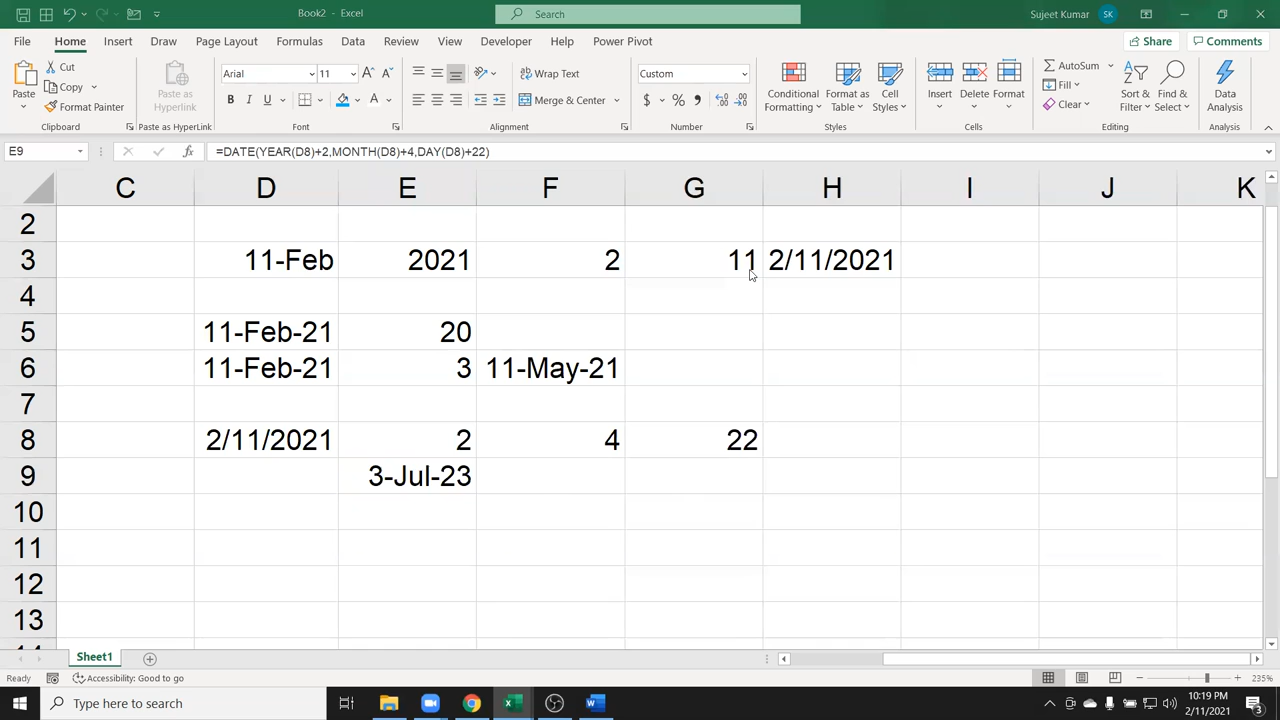 Book2 - Excel
Search
Sujeet Kumar
SK
File Home Insert Draw Page Layout Formulas Data Review View Developer Help Power Pivot
Share
Comments
Paste
Cut
Copy
Format Painter
Clipboard
Paste as
HyperLink
Paste as HyperLink
Arial
11
B I U
Font
Wrap Text
Merge & Center
Alignment
Custom
$ % ,
Number
Conditional
Formatting
Format as
Table
Cell
Styles
Styles
Insert
Delete
Format
Cells
AutoSum
Fill
Clear
Sort &
Filter
Find &
Select
Editing
Data
Analysis
Analysis
E9
fx
=DATE(YEAR(D8)+2,MONTH(D8)+4,DAY(D8)+22)
C D E F G H I J K
2
3 11-Feb 2021 2 11 2/11/2021
4
5 11-Feb-21 20
6 11-Feb-21 3 11-May-21
7
8 2/11/2021 2 4 22
9 3-Jul-23
10
11
12
13
Sheet1
Ready
Accessibility: Good to go
235%
Type here to search
10:19 PM
2/11/2021
3